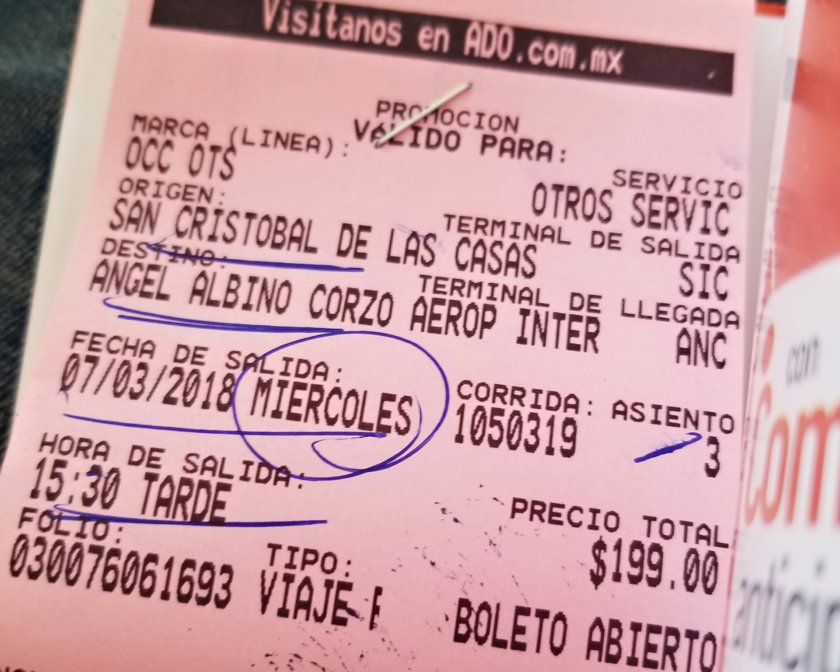 Visítanos en ADO.com.mx
PROMOCION
MARCA (LINEA): VALIDO PARA:
OCC OTS
SERVICIO
OTROS SERVIC
ORIGEN:
SAN CRISTOBAL DE LAS CASAS
TERMINAL DE SALIDA
SIC
DESTINO:
ANGEL ALBINO CORZO AEROP INTER
TERMINAL DE LLEGADA
ANC
FECHA DE SALIDA:
07/03/2018 MIERCOLES
CORRIDA: ASIENTO
1050319 3
HORA DE SALIDA:
15:30 TARDE
PRECIO TOTAL
$199.00
FOLIO:
030076061693
TIPO:
VIAJE
BOLETO ABIERTO
con